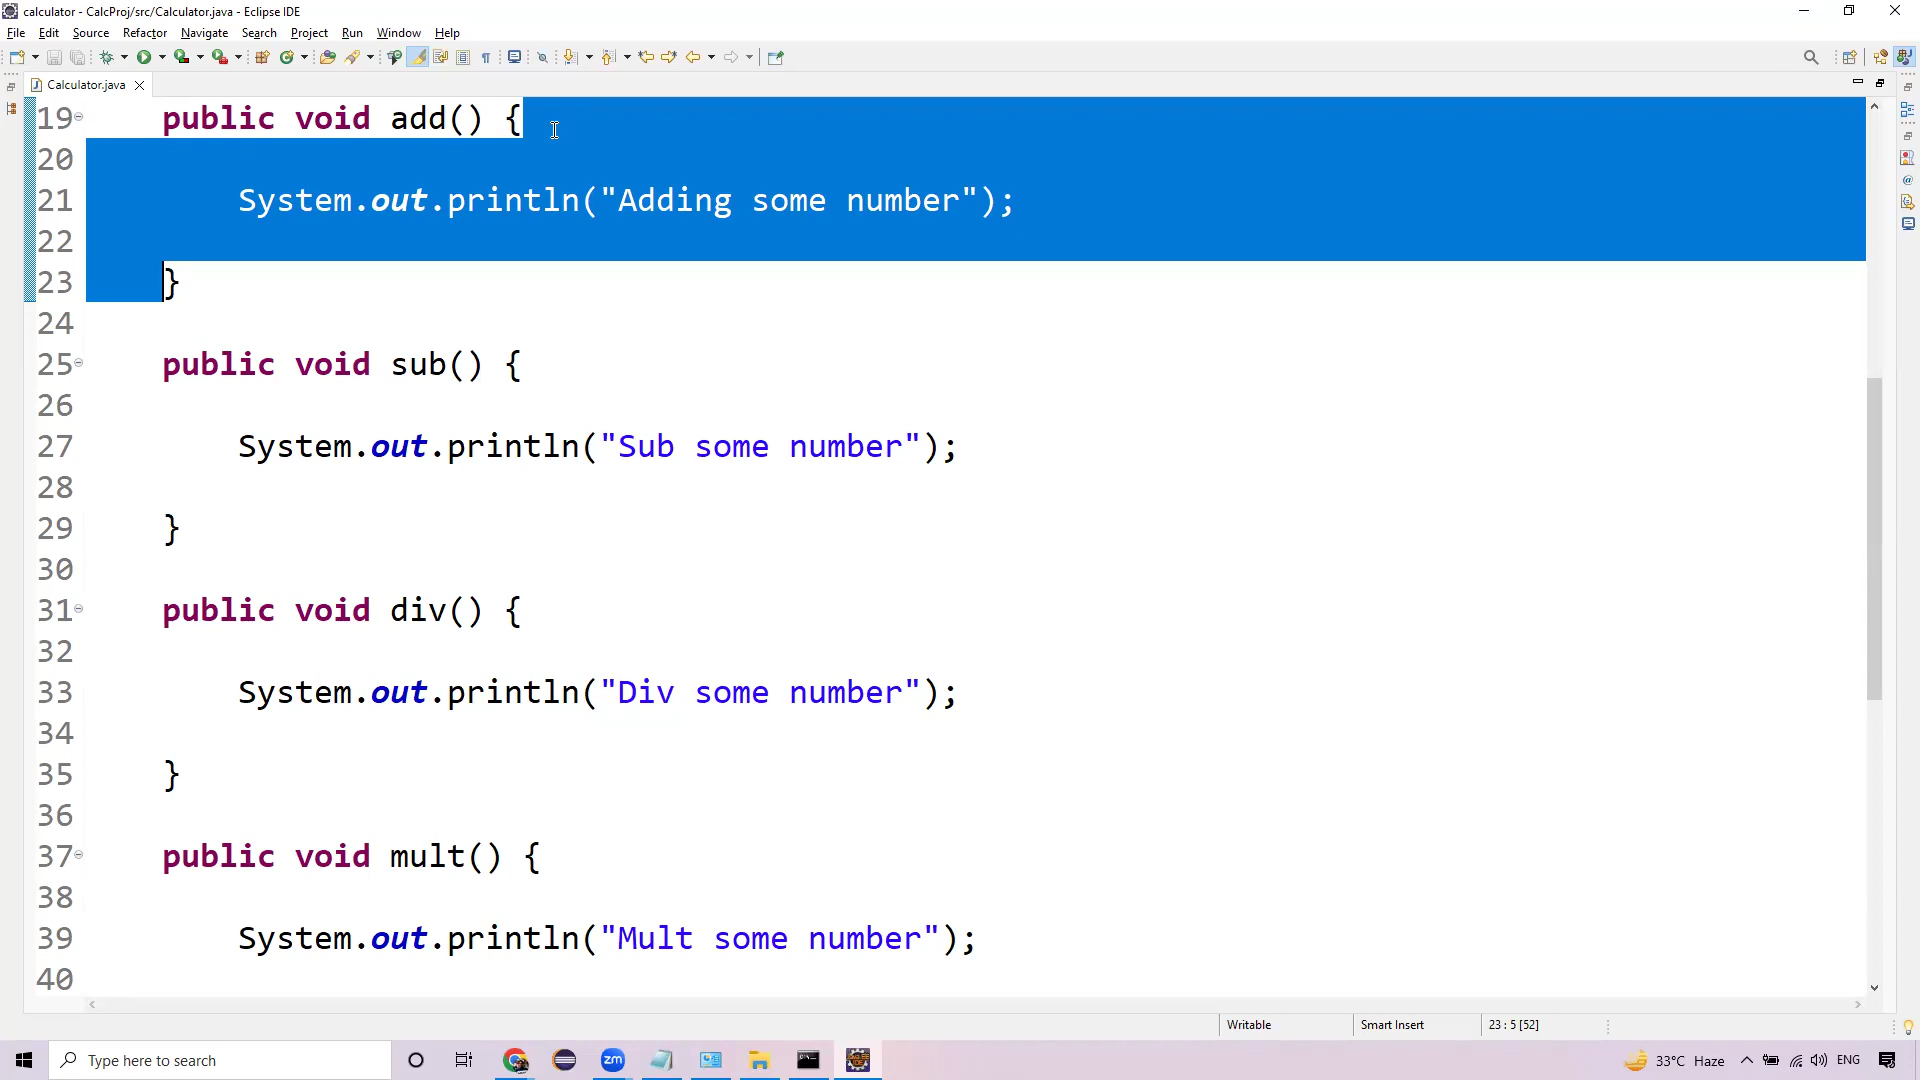 calculator - CalcProj/src/Calculator.java - Eclipse IDE
File Edit Source Refactor Navigate Search Project Run Window Help
Calculator.java
19 public void add() {
20
21 System.out.println("Adding some number");
22
23 }
24
25 public void sub() {
26
27 System.out.println("Sub some number");
28
29 }
30
31 public void div() {
32
33 System.out.println("Div some number");
34
35 }
36
37 public void mult() {
38
39 System.out.println("Mult some number");
40
Writable Smart Insert 23 : 5 [52]
Type here to search zm 33°C Haze ENG